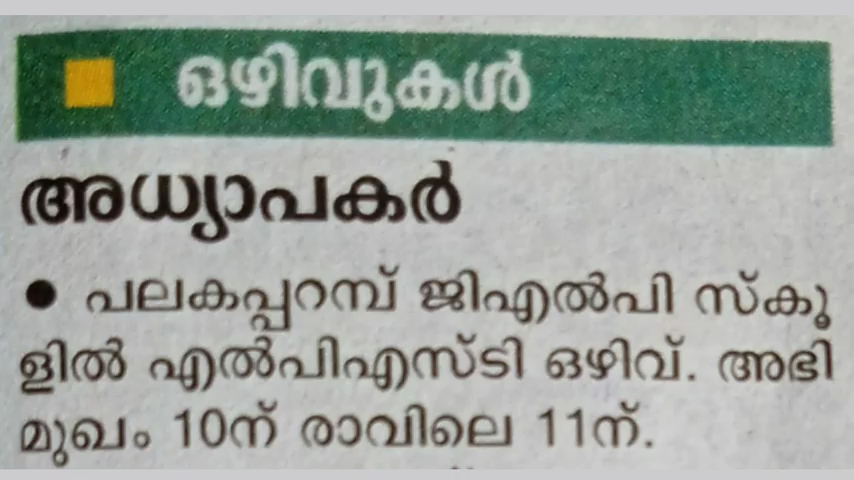 ഒഴിവുകൾ
അധ്യാപകർ
● പലകപ്പറമ്പ് ജിഎൽപി സ്കൂ
ളിൽ എൽപിഎസ്ടി ഒഴിവ്. അഭി
മുഖം 10ന് രാവിലെ 11ന്.